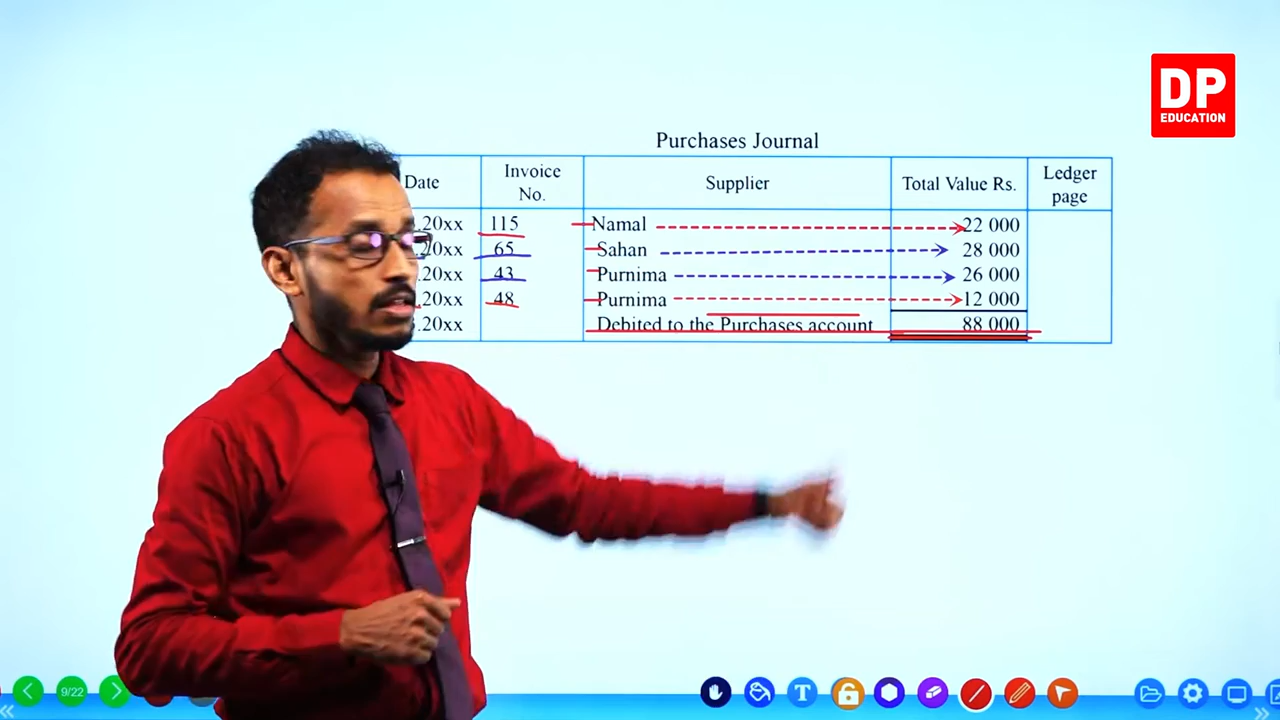 DP
EDUCATION
Purchases Journal
Date Invoice No. Supplier Total Value Rs. Ledger page
.20xx 115 Namal 22 000
.20xx 65 Sahan 28 000
.20xx 43 Purnima 26 000
.20xx 48 Purnima 12 000
.20xx Debited to the Purchases account 88 000
9/22
T